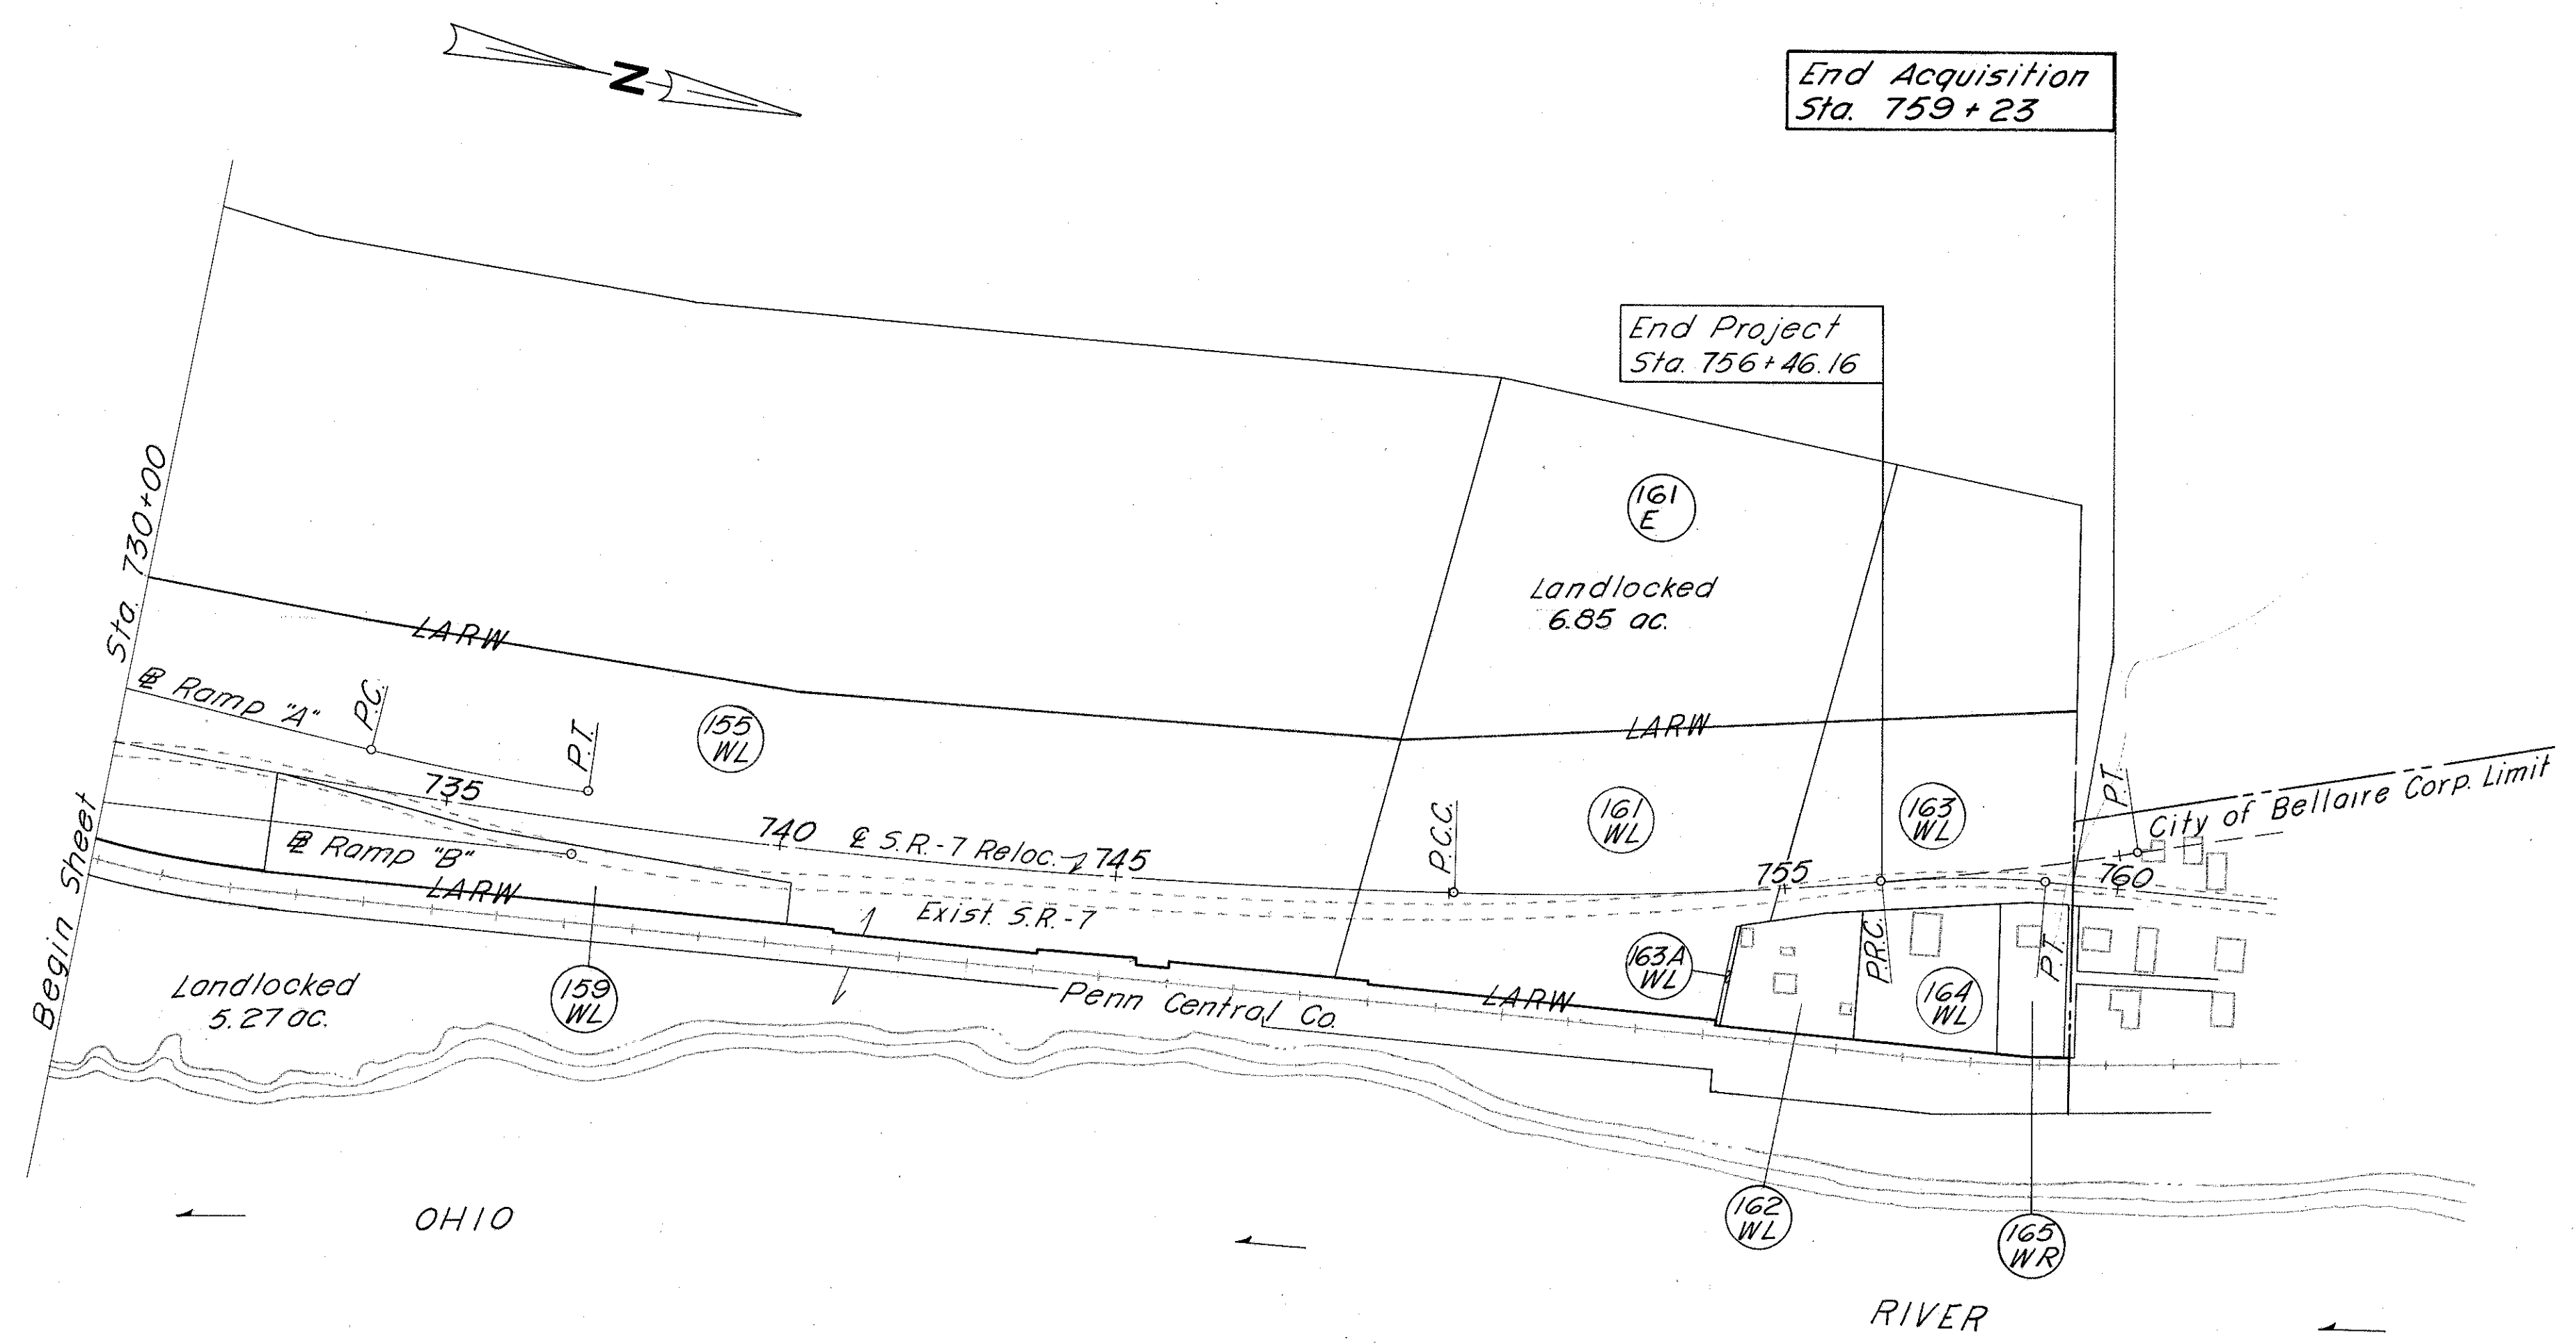 N
End Acquisition
Sta. 759 + 23
End Project
Sta. 756+46.16
161
E
Landlocked
6.85 ac.
Begin Sheet Sta. 730+00
LARW
LARW
℄ Ramp "A"
P.C.
P.T.
155
WL
735
740
℄ S.R.-7 Reloc.
745
P.C.C.
161
WL
163
WL
755
760
P.T.
City of Bellaire Corp. Limit
℄ Ramp "B"
LARW
Exist. S.R.-7
Landlocked
5.27 ac.
159
WL
Penn Central Co.
LARW
163A
WL
P.R.C.
164
WL
P.T.
162
WL
165
WR
OHIO
RIVER